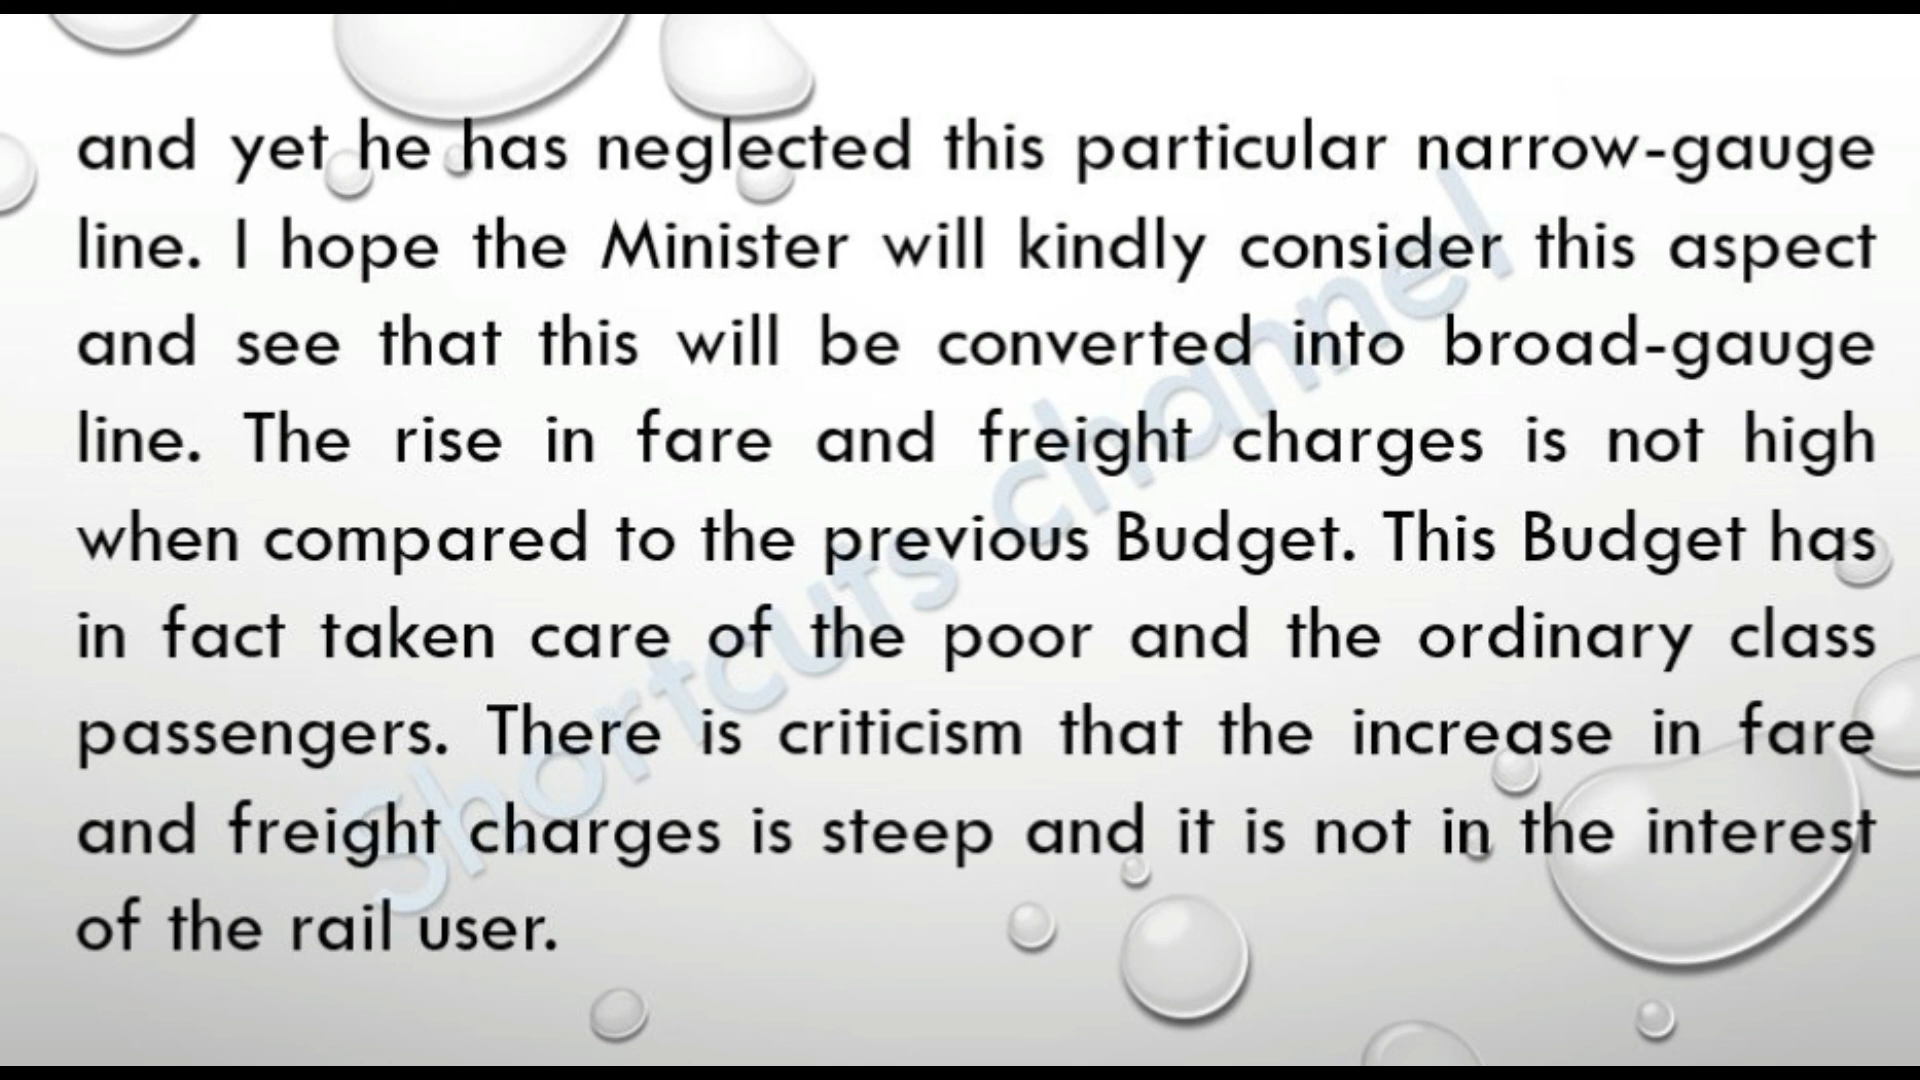 and yet he has neglected this particular narrow-gauge
line. I hope the Minister will kindly consider this aspect
and see that this will be converted into broad-gauge
line. The rise in fare and freight charges is not high
when compared to the previous Budget. This Budget has
in fact taken care of the poor and the ordinary class
passengers. There is criticism that the increase in fare
and freight charges is steep and it is not in the interest
of the rail user.
Shortcuts channel